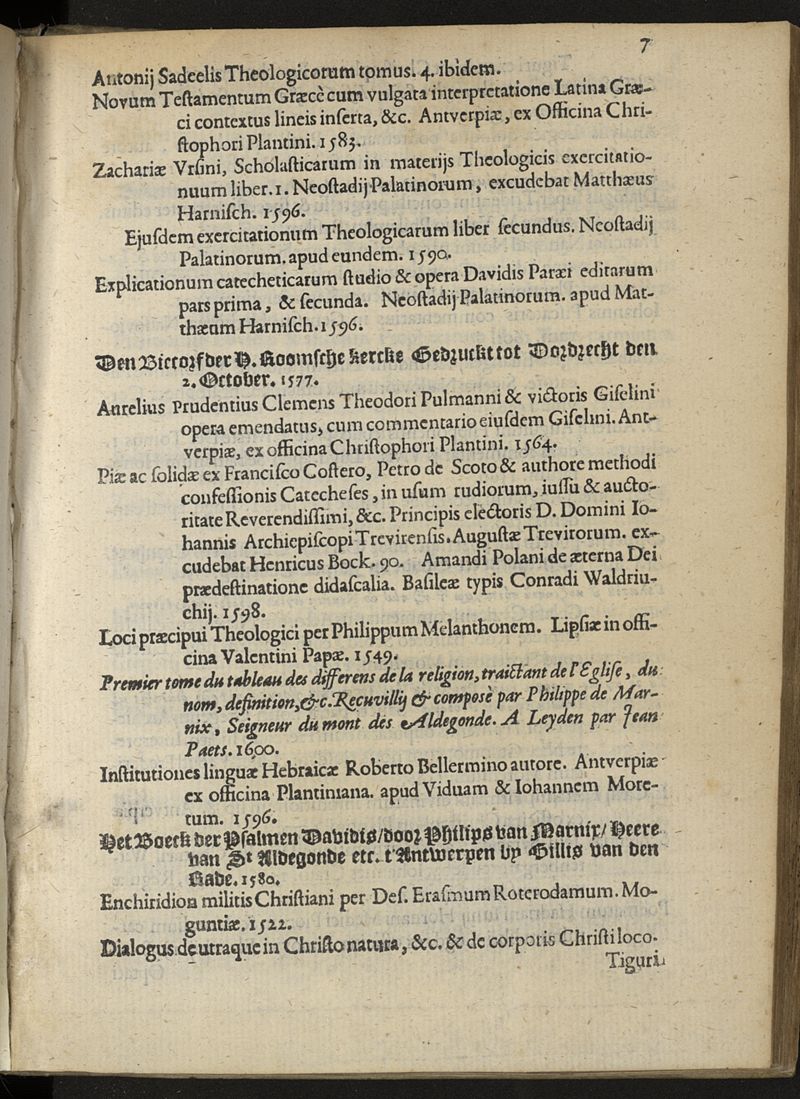 7
Antonij Sadeelis Theologicorum tomus. 4. ibidem.
Novum Teſtamentum Græcè cum vulgata interpretatione Latina Græ-
ci contextus lineis inſerta, &c. Antverpiæ, ex Officina Chri-
ſtophori Plantini. 1583.
Zachariæ Vrſini, Scholaſticarum in materijs Theologicis exercitatio-
nuum liber. 1. Neoſtadij Palatinorum, excudebat Matthæus
Harniſch. 1596.
Ejuſdem exercitationum Theologicarum liber ſecundus. Neoſtadij
Palatinorum. apud eundem. 1590.
Explicationum catecheticarum ſtudio & opera Davidis Paræi editarum
pars prima, & ſecunda. Neoſtadij Palatinorum. apud Mat-
thæum Harniſch. 1596.
Den Biecorf der H. Roomſche kercke Gedruckt tot Dordrecht den
2. October. 1577.
Aurelius Prudentius Clemens Theodori Pulmanni & victoris Giſelini
opera emendatus, cum commentario eiuſdem Giſelini. Ant-
verpiæ, ex officina Chriſtophori Plantini. 1564.
Piæ ac ſolidæ ex Franciſco Coſtero, Petro de Scoto & authore methodi
confeſſionis Catecheſes, in uſum rudiorum, iuſſu & aucto-
ritate Reverendiſſimi, &c. Principis electoris D. Domini Io-
hannis Archiepiſcopi Trevirenſis. Auguſtæ Trevirorum. ex-
cudebat Henricus Bock. 90. Amandi Polani de æterna Dei
prædeſtinatione didaſcalia. Baſileæ typis Conradi Waldriu-
chij. 1598.
Loci præcipui Theologici per Philippum Melanthonem. Lipſiæ in offi-
cina Valentini Papæ. 1549.
Premier tome du tableau des differens de la religion, traictant de l'Egliſe, du
nom, definition, &c. Recuvillij & compoſè par Philippe de Mar-
nix, Seigneur du mont des Aldegonde. A Leyden par Jean
Paets. 1600.
Inſtitutiones linguæ Hebraicæ Roberto Bellermino autore. Antverpiæ
ex officina Plantiniana. apud Viduam & Iohannem More-
tum. 1596.
Het Boeck der Pſalmen Davidis/door Philips van Marnix/Heere
van St Aldegonde etc. t'Antwerpen by Gillis van den
Rade. 1580.
Enchiridion militis Chriſtiani per Deſ. Eraſmum Roterodamum. Mo-
guntiæ. 1522.
Dialogus de utraque in Chriſto natura, &c. & de corporis Chriſti loco.
Tiguri